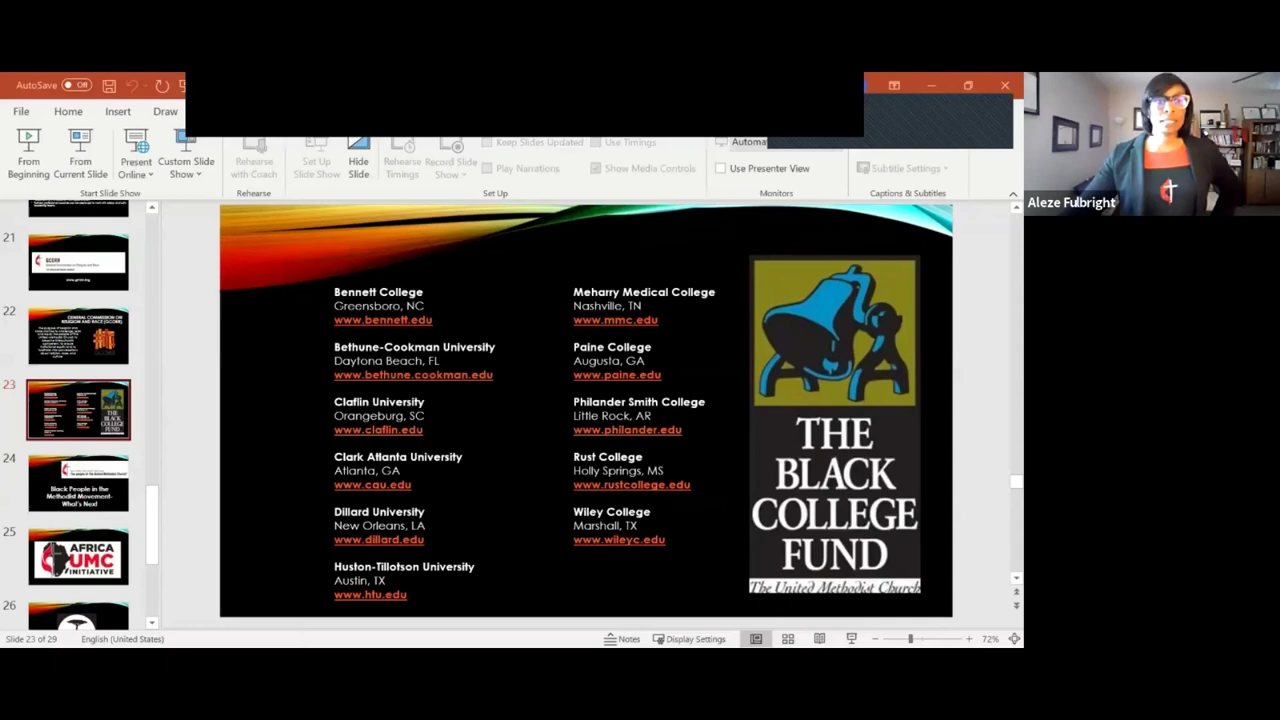 AutoSave Off
File Home Insert Draw
From Beginning
From Current Slide
Present Online
Custom Slide Show
Rehearse with Coach
Set Up Slide Show
Hide Slide
Rehearse Timings
Record Slide Show
Keep Slides Updated
Use Timings
Play Narrations
Show Media Controls
Use Presenter View
Subtitle Settings
Start Slide Show
Rehearse
Set Up
Monitors
Captions & Subtitles
Aleze Fulbright
21
22
GENERAL COMMISSION ON
RELIGION AND RACE (GCORR)
23
24
Black People in the
Methodist Movement-
What's Next
25
AFRICA
UMC
INITIATIVE
26
Bennett College
Greensboro, NC
www.bennett.edu
Bethune-Cookman University
Daytona Beach, FL
www.bethune.cookman.edu
Claflin University
Orangeburg, SC
www.claflin.edu
Clark Atlanta University
Atlanta, GA
www.cau.edu
Dillard University
New Orleans, LA
www.dillard.edu
Huston-Tillotson University
Austin, TX
www.htu.edu
Meharry Medical College
Nashville, TN
www.mmc.edu
Paine College
Augusta, GA
www.paine.edu
Philander Smith College
Little Rock, AR
www.philander.edu
Rust College
Holly Springs, MS
www.rustcollege.edu
Wiley College
Marshall, TX
www.wileyc.edu
THE
BLACK
COLLEGE
FUND
The United Methodist Church
Slide 23 of 29 English (United States)
Notes Display Settings 72%